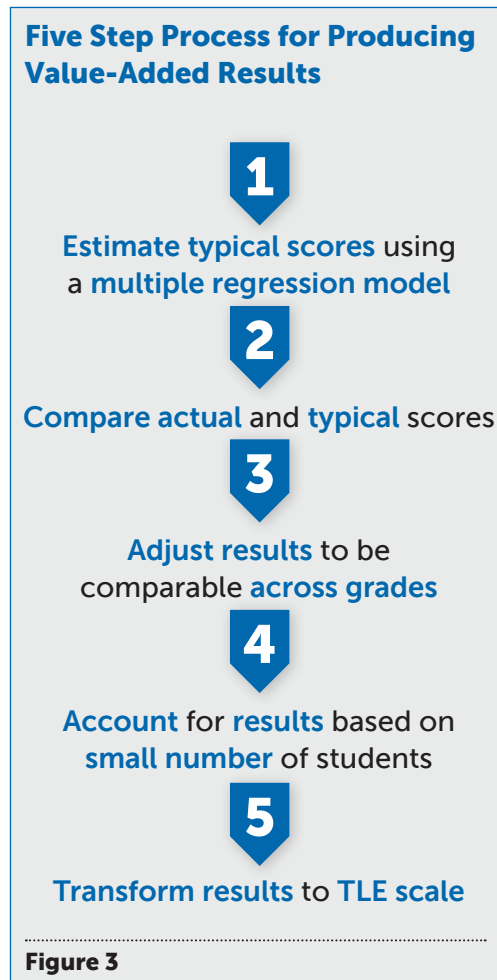 Five Step Process for Producing
Value-Added Results
1
Estimate typical scores using
a multiple regression model
2
Compare actual and typical scores
3
Adjust results to be
comparable across grades
4
Account for results based on
small number of students
5
Transform results to TLE scale
Figure 3